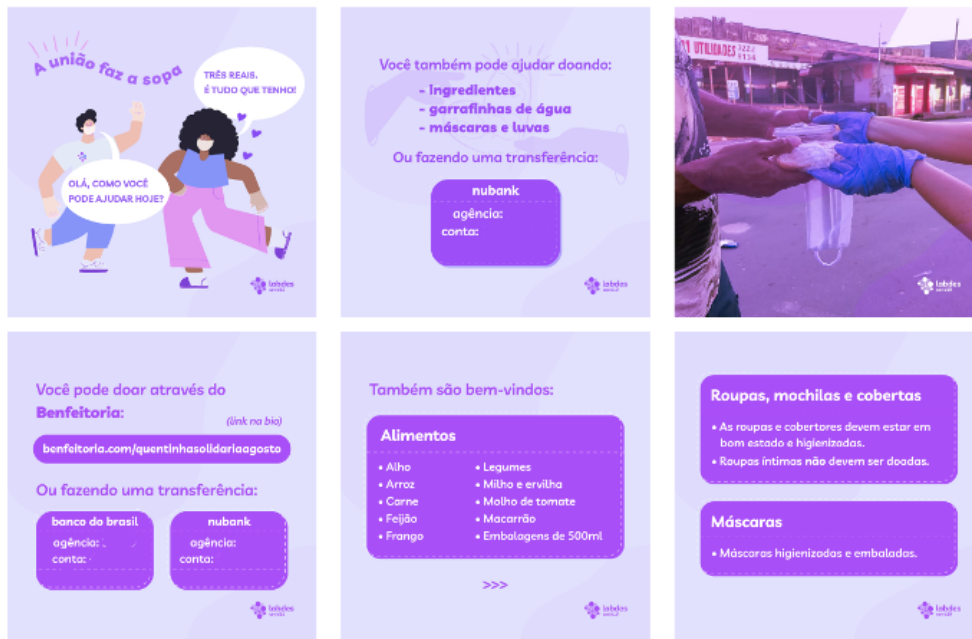 A união faz a sopa
TRÊS REAIS.
É TUDO QUE TENHO!
OLÁ, COMO VOCÊ
PODE AJUDAR HOJE?
labdes
Você também pode ajudar doando:
- Ingredientes
- garrafinhas de água
- máscaras e luvas
Ou fazendo uma transferência:
nubank
agência:
conta:
labdes
UTILIDADES
labdes
Você pode doar através do
Benfeitoria:
(link na bio)
benfeitoria.com/quentinhasolidariaagosto
Ou fazendo uma transferência:
banco do brasil
agência:
conta:
nubank
agência:
conta:
labdes
Também são bem-vindos:
Alimentos
• Alho
• Arroz
• Carne
• Feijão
• Frango
• Legumes
• Milho e ervilha
• Molho de tomate
• Macarrão
• Embalagens de 500ml
>>>
labdes
Roupas, mochilas e cobertas
• As roupas e cobertores devem estar em
bom estado e higienizadas.
• Roupas íntimas não devem ser doadas.
Máscaras
• Máscaras higienizadas e embaladas.
labdes